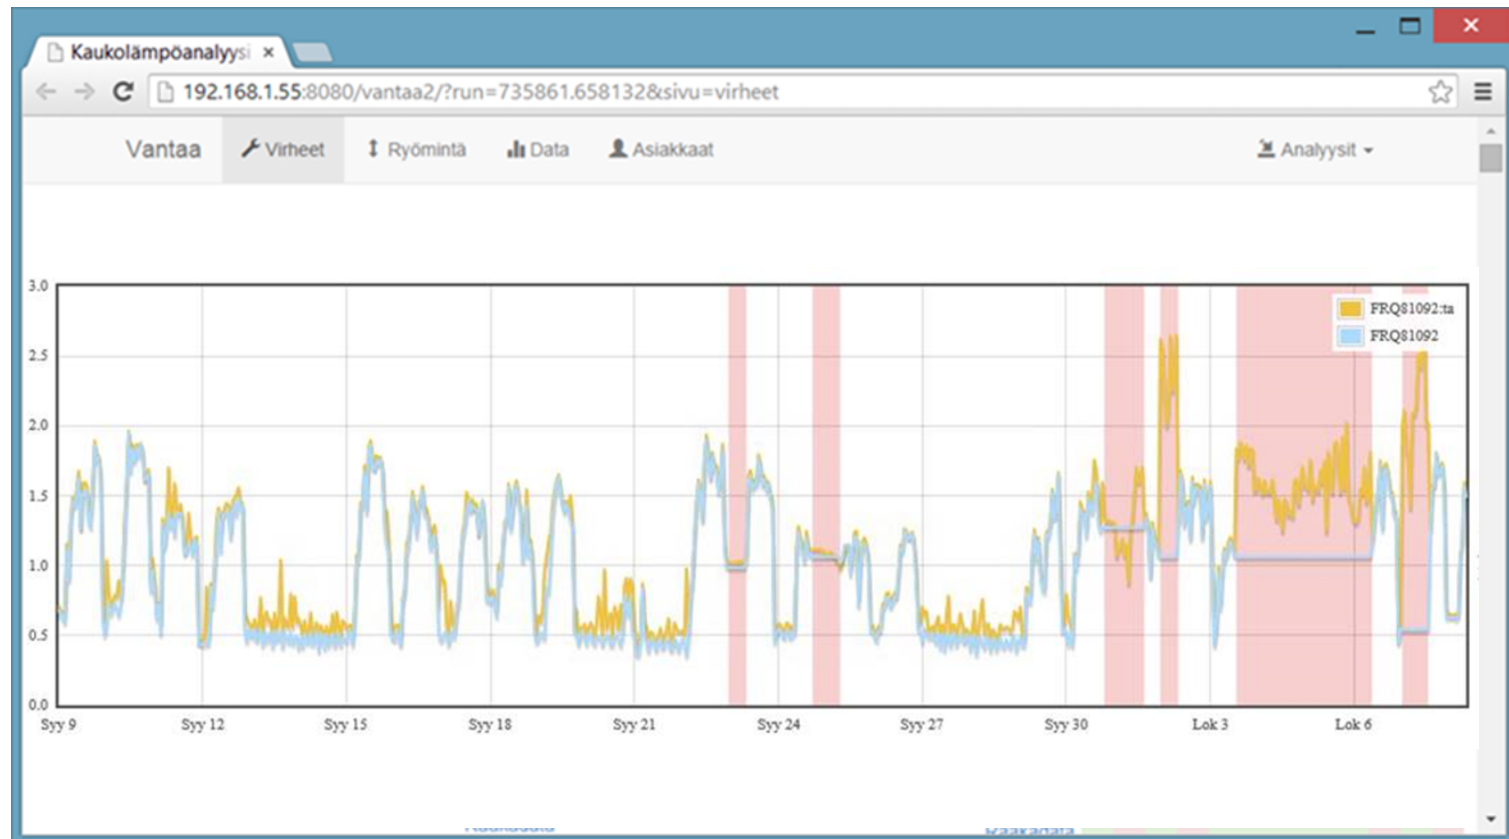 Kaukolämpöanalyysi
192.168.1.55:8080/vantaa2/?run=735861.658132&sivu=virheet
Vantaa Virheet Ryömintä Data Asiakkaat Analyysit
3.0
FRQ81092:ta
FRQ81092
2.5
2.0
1.5
1.0
0.5
0.0
Syy 9 Syy 12 Syy 15 Syy 18 Syy 21 Syy 24 Syy 27 Syy 30 Lok 3 Lok 6